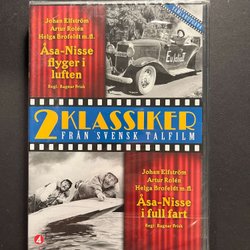 Johan Elfström
Artur Rolén
Helga Brofeldt m.fl.
Åsa-Nisse
flyger i
luften
Regi. Ragnar Frisk
2 KLASSIKER
FRÅN SVENSK TALFILM
Johan Elfström
Artur Rolén
Helga Brofeldt m.fl.
Åsa-Nisse
i full fart
Regi. Ragnar Frisk
4